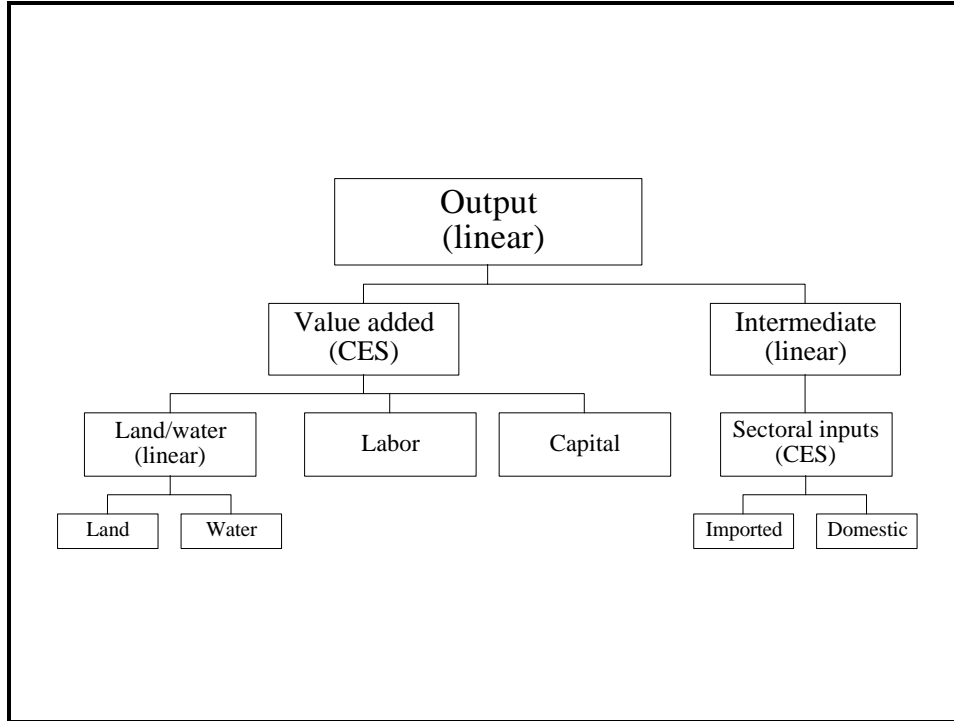 Output
(linear)
Value added
(CES)
Intermediate
(linear)
Land/water
(linear)
Labor
Capital
Sectoral inputs
(CES)
Land
Water
Imported
Domestic